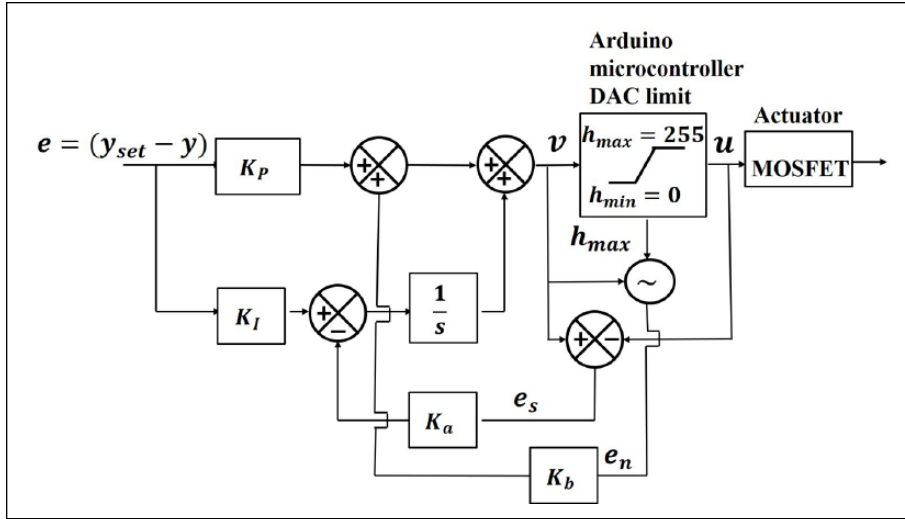 Arduino
microcontroller
DAC limit
Actuator
e = (y_set − y)
K_P
+
+
+
+
v
h_max = 255
h_min = 0
u
MOSFET
h_max
~
K_I
+
−
1
s
+
−
K_a
e_s
K_b
e_n